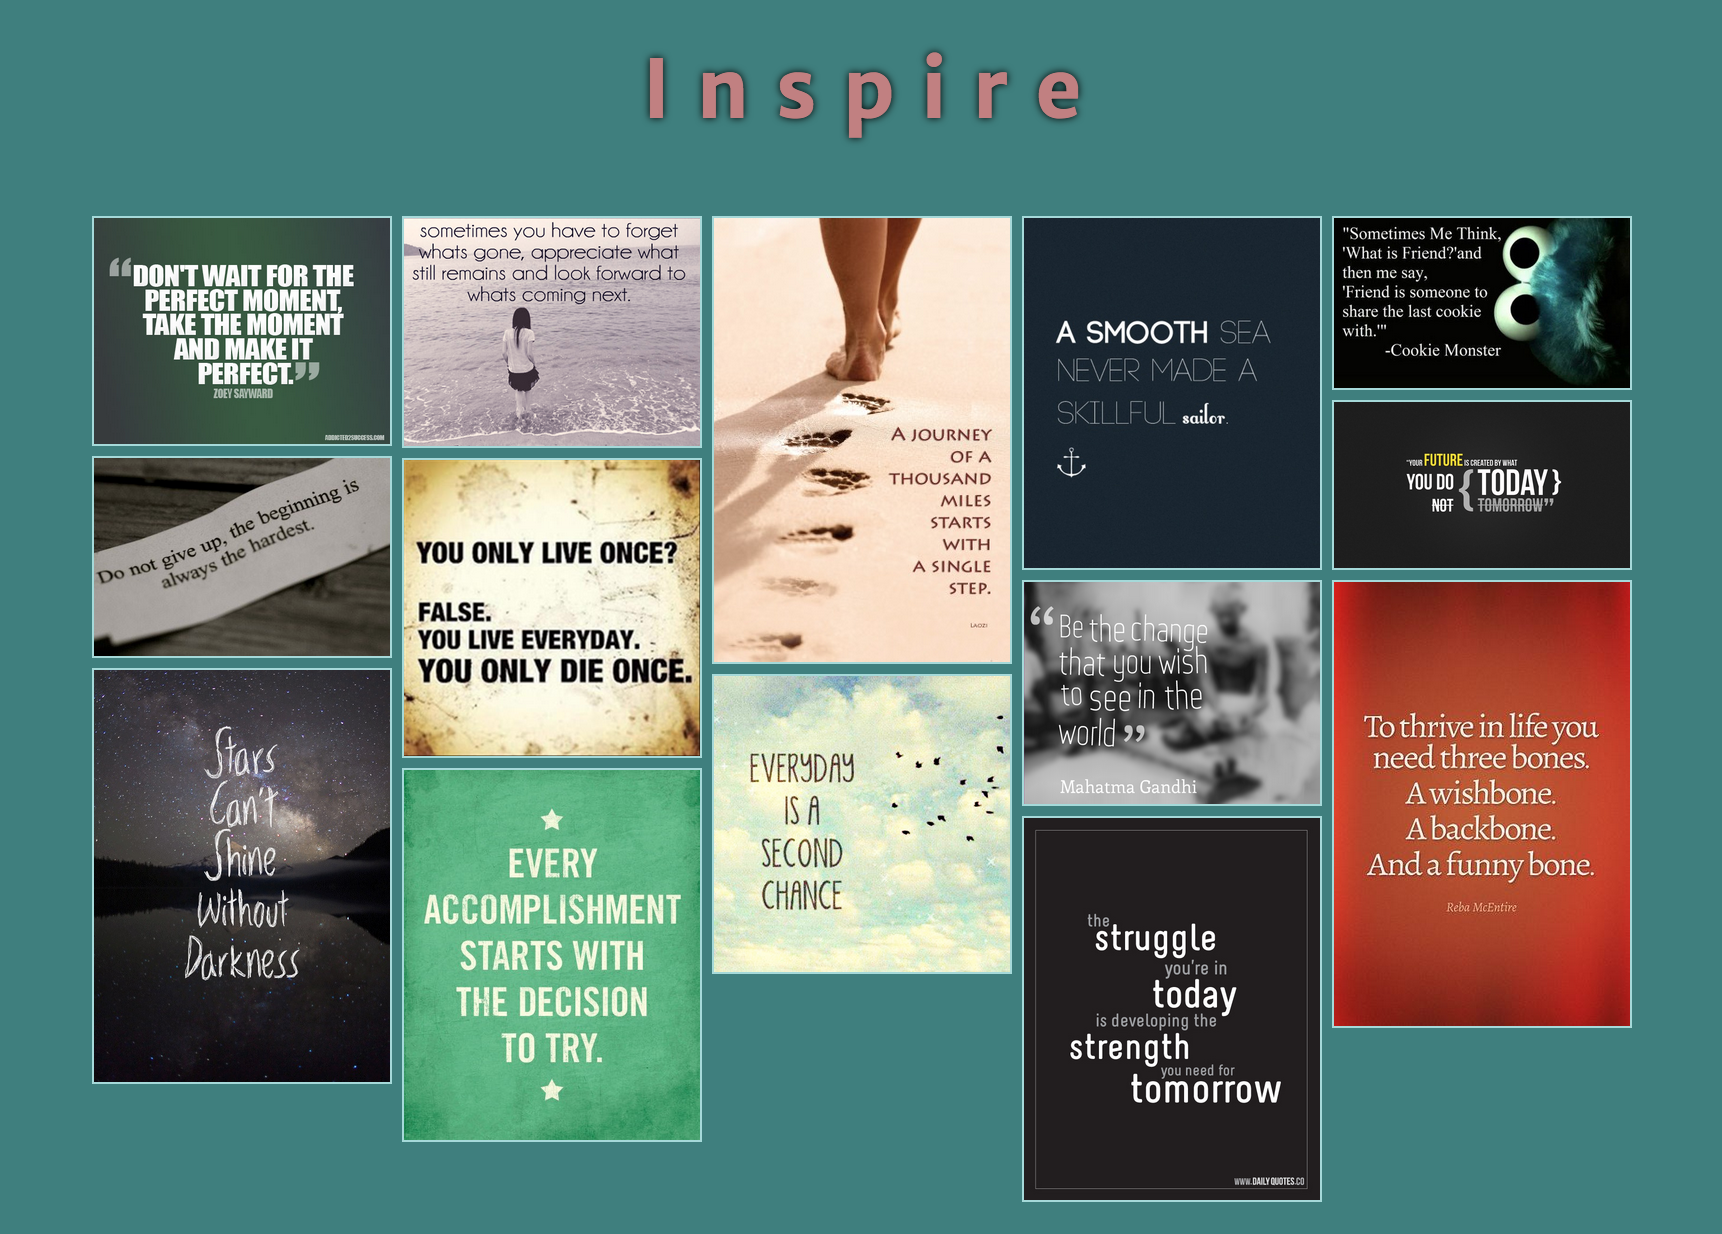 Inspire
“DON'T WAIT FOR THE
PERFECT MOMENT,
TAKE THE MOMENT
AND MAKE IT
PERFECT.”
ZOEY SAYWARD
ADDICTED2SUCCESS.COM
Do not give up, the beginning is
always the hardest.
Stars
Can't
Shine
Without
Darkness
sometimes you have to forget
whats gone, appreciate what
still remains and look forward to
whats coming next.
YOU ONLY LIVE ONCE?
FALSE.
YOU LIVE EVERYDAY.
YOU ONLY DIE ONCE.
EVERY
ACCOMPLISHMENT
STARTS WITH
THE DECISION
TO TRY.
A JOURNEY
OF A
THOUSAND
MILES
STARTS
WITH
A SINGLE
STEP.
LAOZI
EVERYDAY
IS A
SECOND
CHANCE
A SMOOTH SEA
NEVER MADE A
SKILLFUL sailor.
“Be the change
that you wish
to see in the
world”
Mahatma Gandhi
the
struggle
you're in
today
is developing the
strength
you need for
tomorrow
WWW.DAILYQUOTES.CO
"Sometimes Me Think,
'What is Friend?'and
then me say,
'Friend is someone to
share the last cookie
with.'"
-Cookie Monster
"YOUR FUTURE IS CREATED BY WHAT
YOU DO {TODAY}
NOT TOMORROW”
To thrive in life you
need three bones.
A wishbone.
A backbone.
And a funny bone.
Reba McEntire